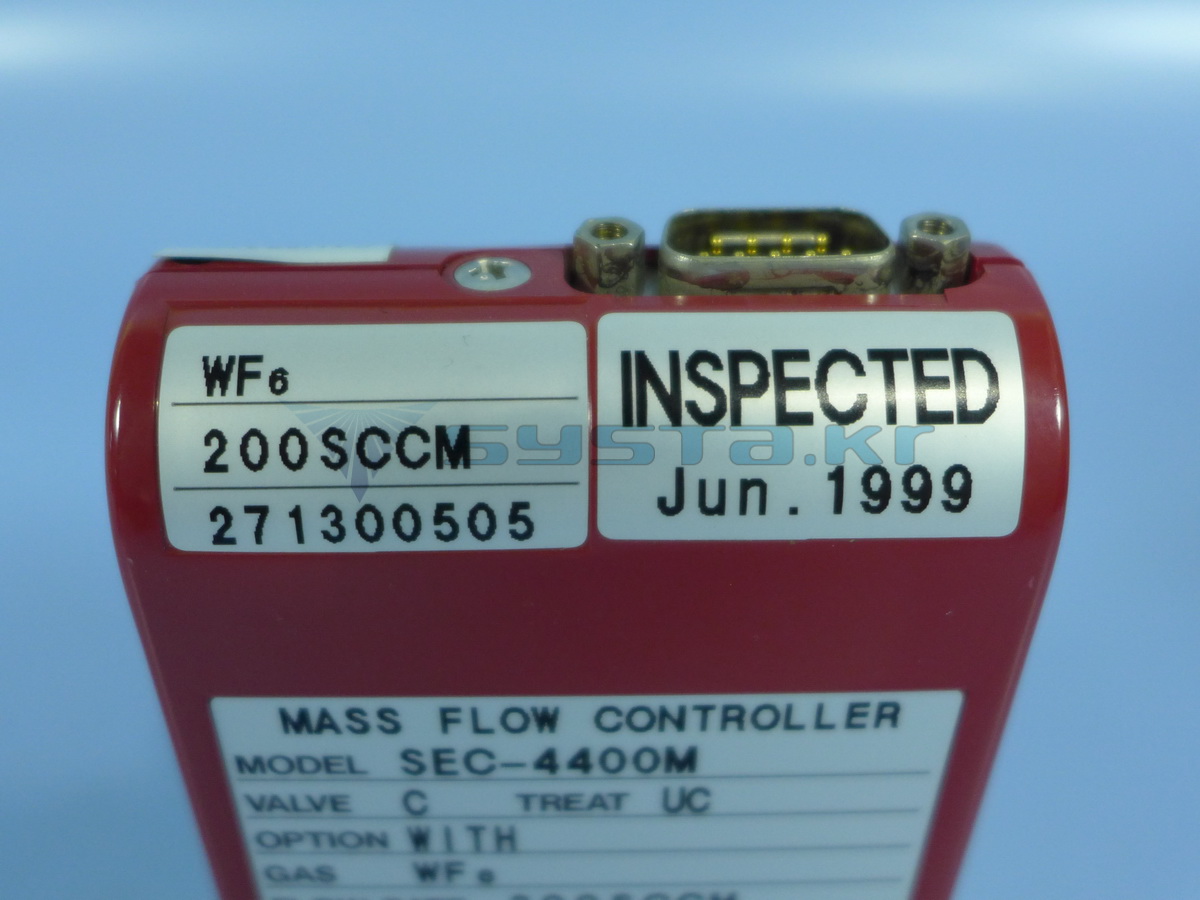 WF6
200SCCM
271300505
INSPECTED
Jun. 1999
systa.kr
MASS FLOW CONTROLLER
MODEL SEC-4400M
VALVE C TREAT UC
OPTION WITH
GAS WF6